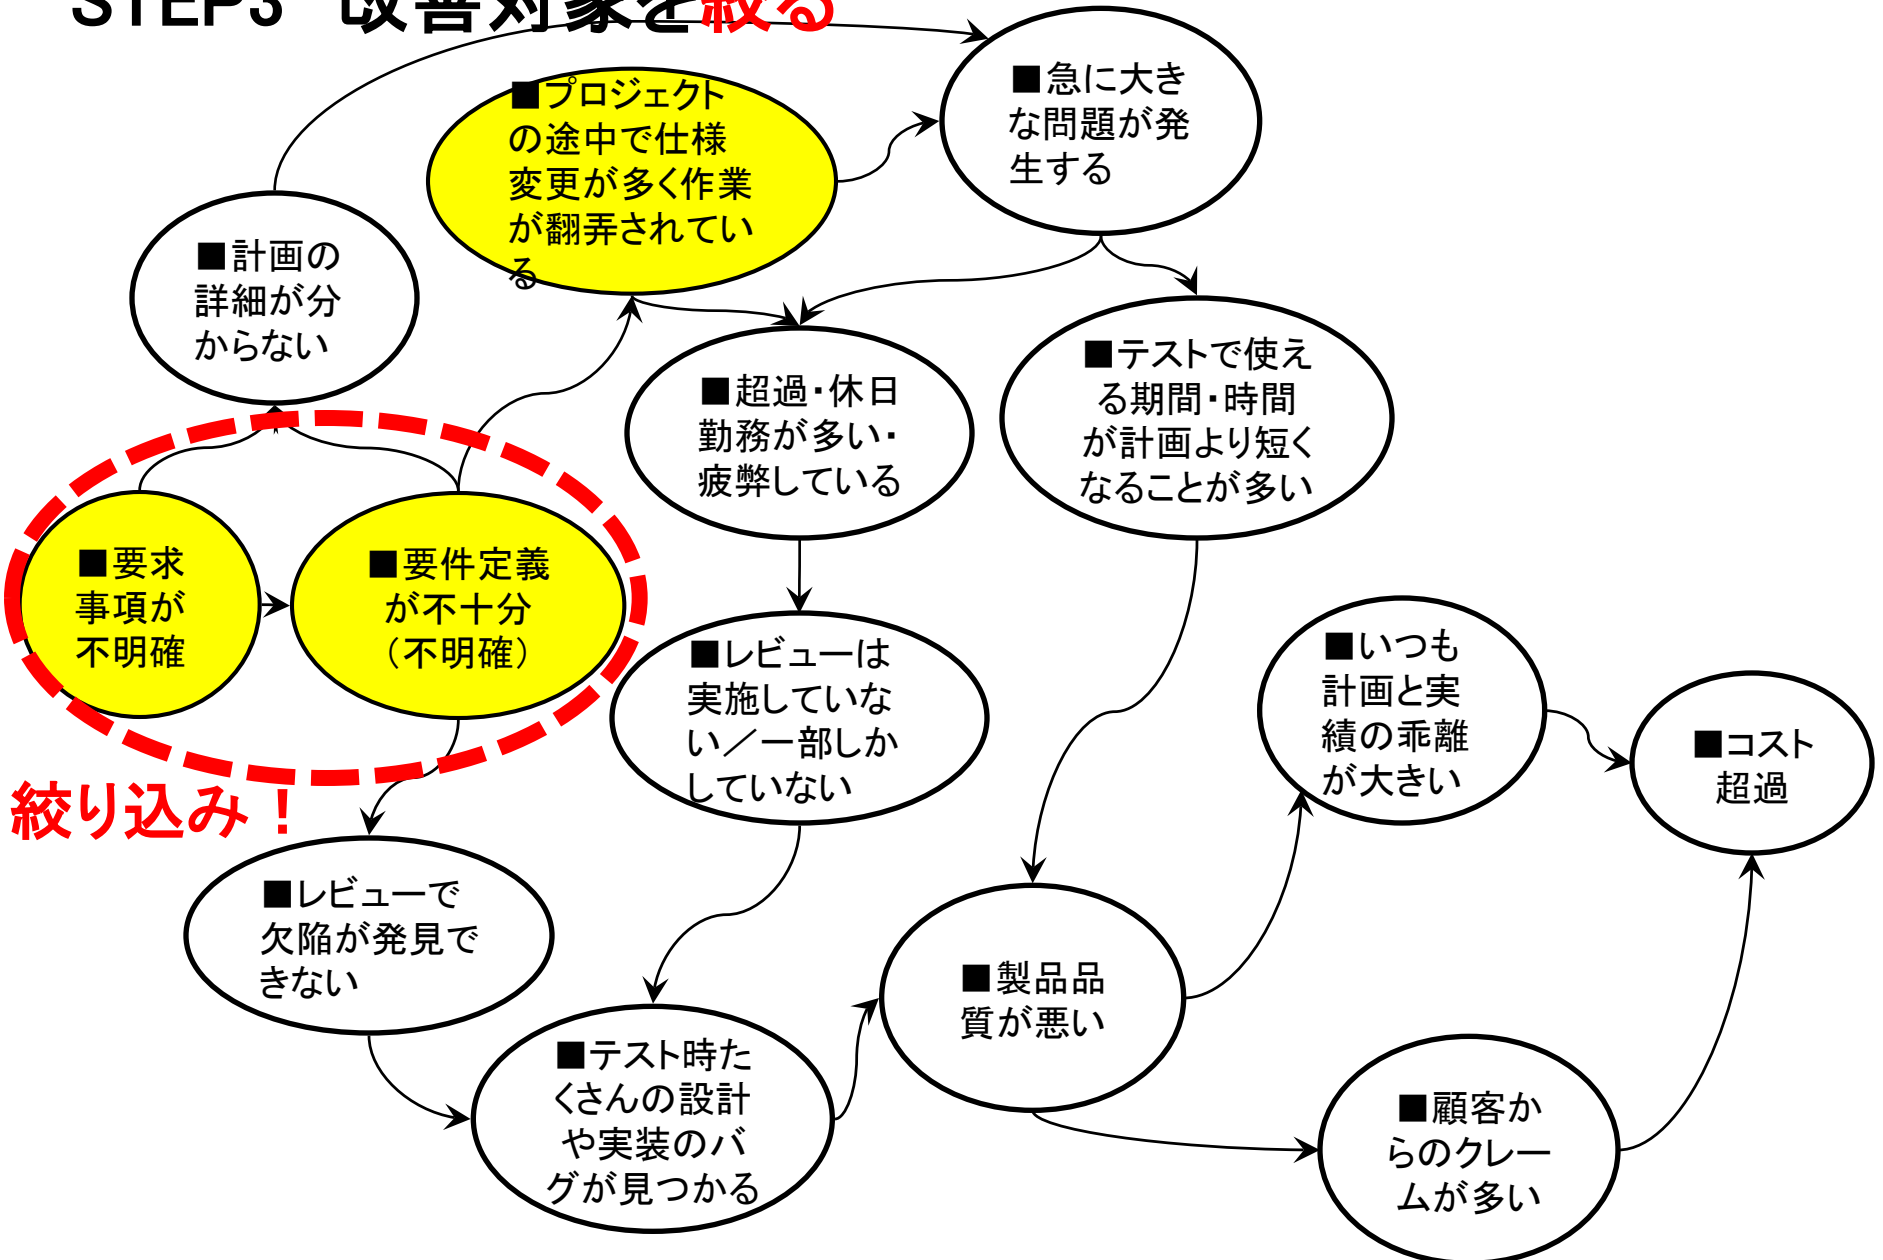 STEP3 改善対象を絞る
■プロジェクト
の途中で仕様
変更が多く作業
が翻弄されてい
る
■急に大き
な問題が発
生する
■計画の
詳細が分
からない
■超過・休日
勤務が多い・
疲弊している
■テストで使え
る期間・時間
が計画より短く
なることが多い
■要求
事項が
不明確
■要件定義
が不十分
（不明確）
■レビューは
実施していな
い／一部しか
していない
■いつも
計画と実
績の乖離
が大きい
■コスト
超過
絞り込み！
■レビューで
欠陥が発見で
きない
■製品品
質が悪い
■テスト時た
くさんの設計
や実装のバ
グが見つかる
■顧客か
らのクレー
ムが多い